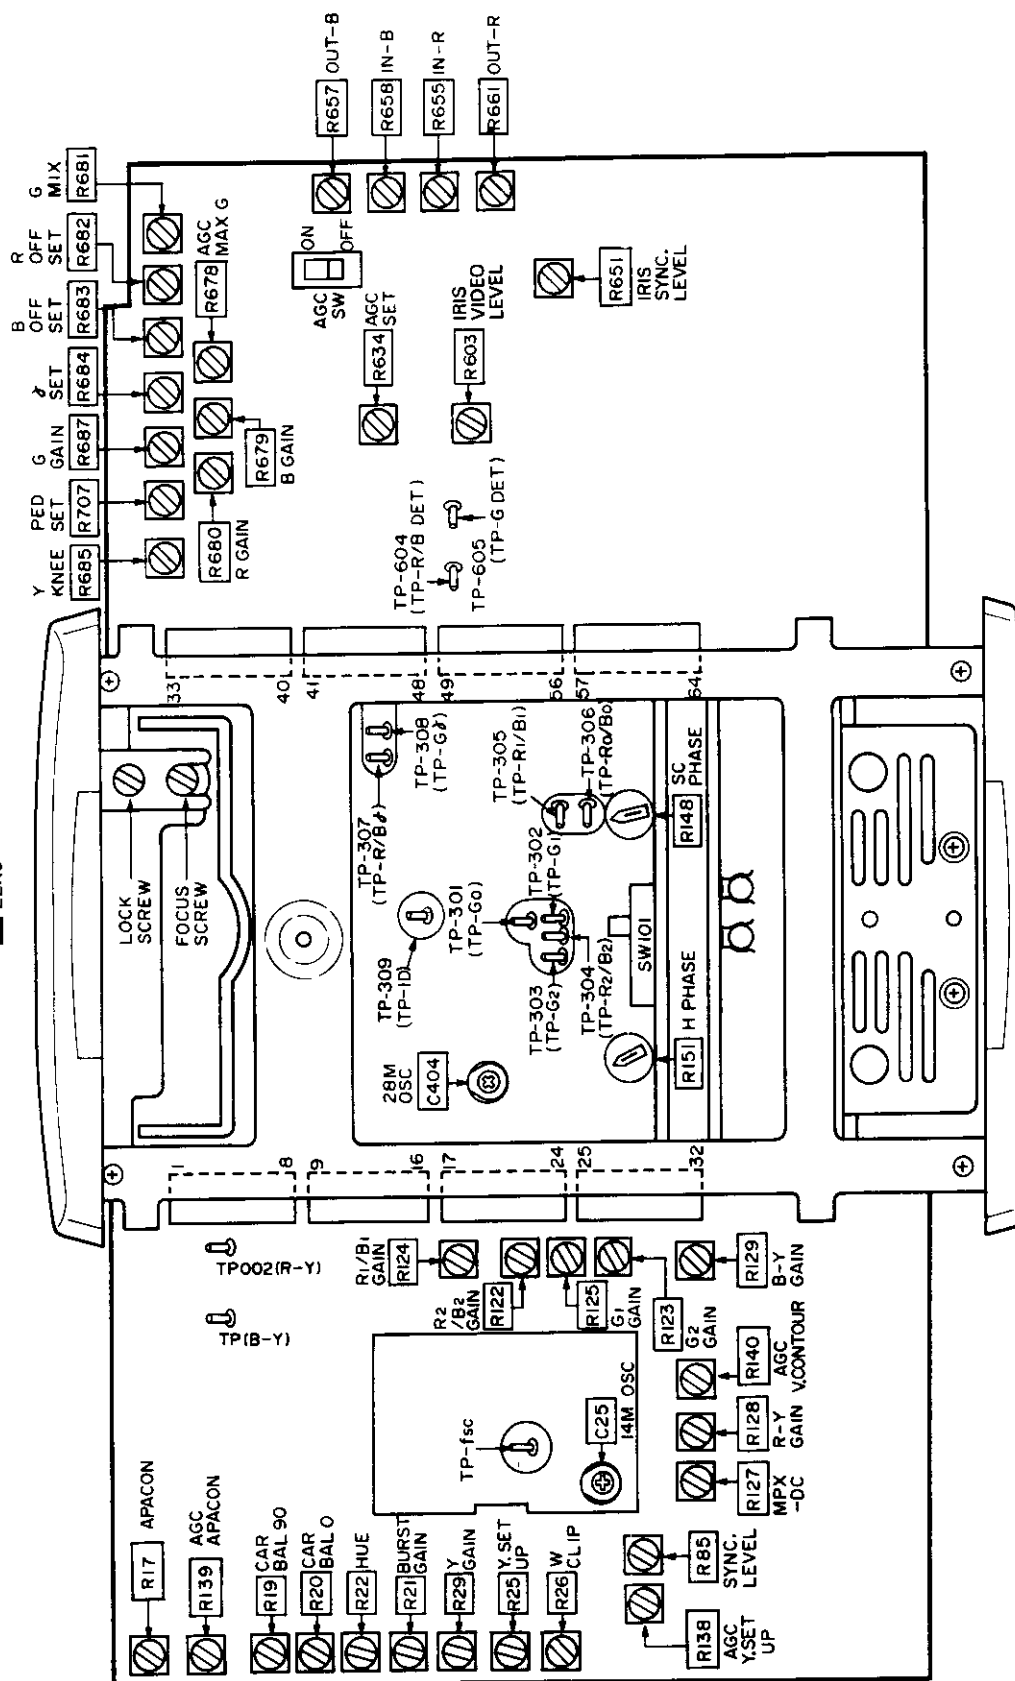 G
MIX
R681
R
OFF
SET
R682
B
OFF
SET
R683
γ
SET
R684
G
GAIN
R687
PED
SET
R707
Y
KNEE
R685
AGC
MAX G
R678
R679
B GAIN
R680
R GAIN
R657 OUT-B
R658 IN-B
R655 IN-R
R661 OUT-R
ON
OFF
AGC
SW
AGC
SET
R634
IRIS
VIDEO
LEVEL
R603
R651
IRIS
SYNC.
LEVEL
TP-604
(TP-R/B DET)
TP-605
(TP-G DET)
33
40
41
48
49
56
57
64
LOCK
SCREW
FOCUS
SCREW
TP-308
(TP-Gγ)
TP-307
(TP-R/Bγ)
TP-309
(TP-ID)
TP-301
(TP-G0)
TP-302
(TP-G1)
TP-303
(TP-G2)
TP-304
(TP-R2/B2)
TP-305
(TP-R1/B1)
TP-306
(TP-R0/B0)
28M
OSC
C404
SW101
R148
SC
PHASE
R151
H PHASE
1
8
9
16
17
24
25
32
TP002(R-Y)
TP(B-Y)
R1/B1
GAIN
R124
R2
/B2
GAIN
R122
R125
G1
GAIN
R123
G2
GAIN
R129
B-Y
GAIN
R140
AGC
V.CONTOUR
R128
R-Y
GAIN
R127
MPX
-DC
TP-fsc
C25
14M OSC
R17 APACON
R139 AGC
APACON
R19 CAR
BAL 90
R20 CAR
BAL 0
R22 HUE
R21 BURST
GAIN
R29 Y
GAIN
R25 Y.SET
UP
R26 W
CLIP
R85
SYNC.
LEVEL
R138
AGC
Y.SET
UP